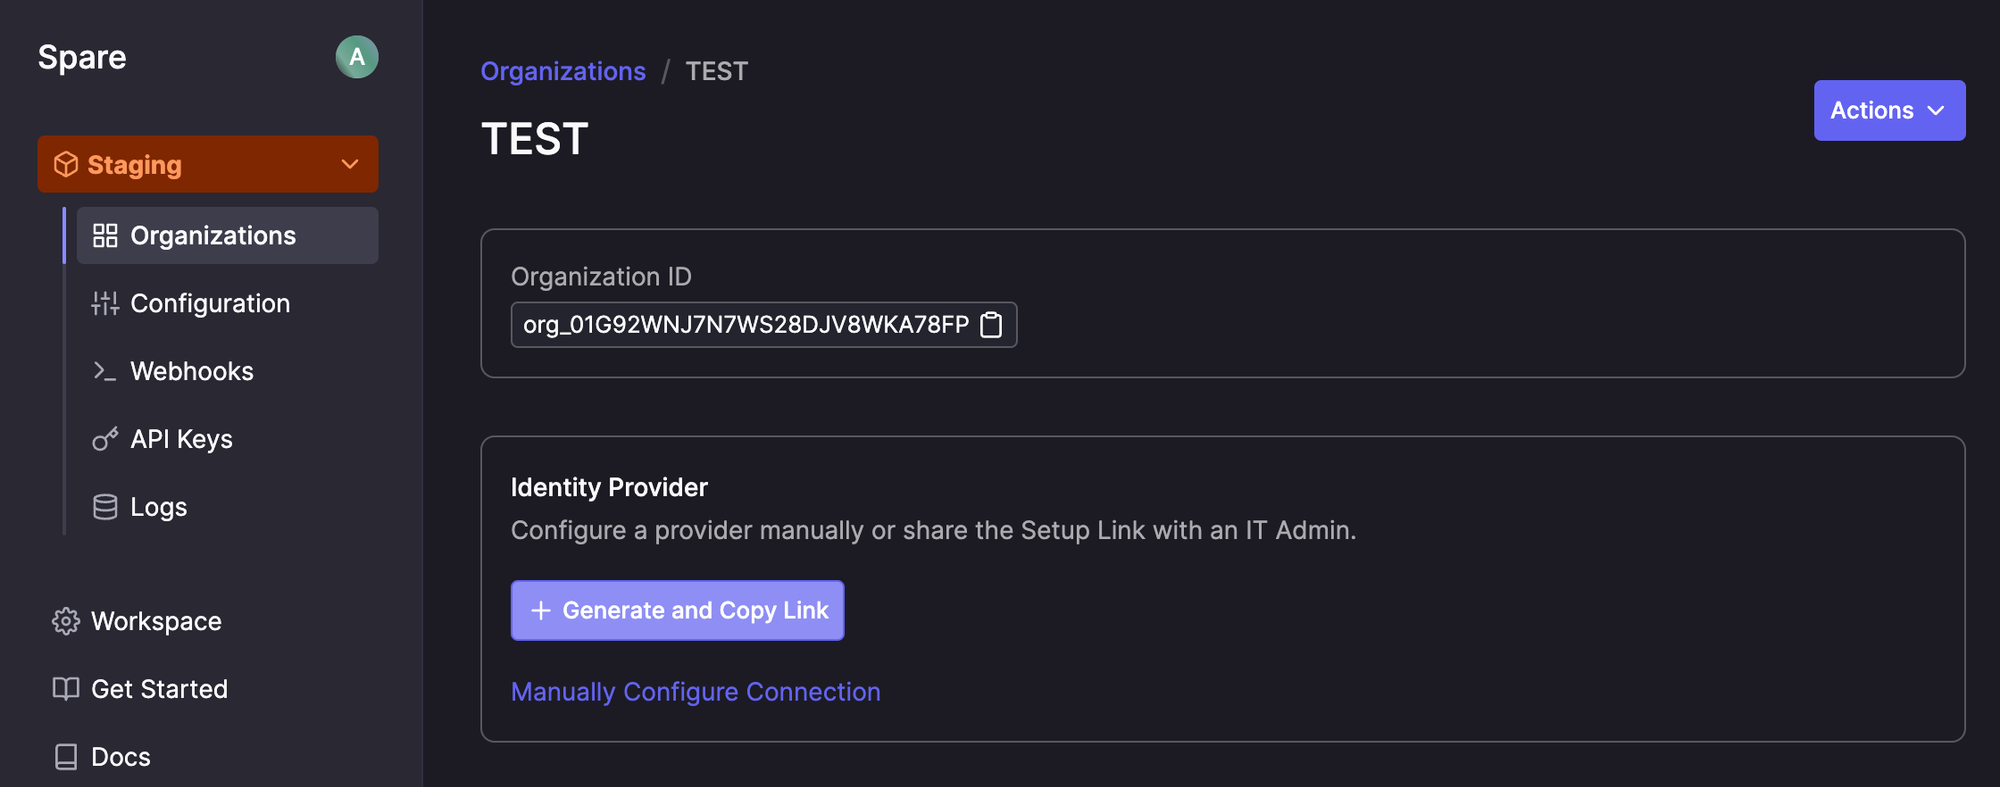 Spare
A
Staging
Organizations
Configuration
Webhooks
API Keys
Logs
Workspace
Get Started
Docs
Organizations / TEST
TEST
Actions
Organization ID
org_01G92WNJ7N7WS28DJV8WKA78FP
Identity Provider
Configure a provider manually or share the Setup Link with an IT Admin.
Generate and Copy Link
Manually Configure Connection